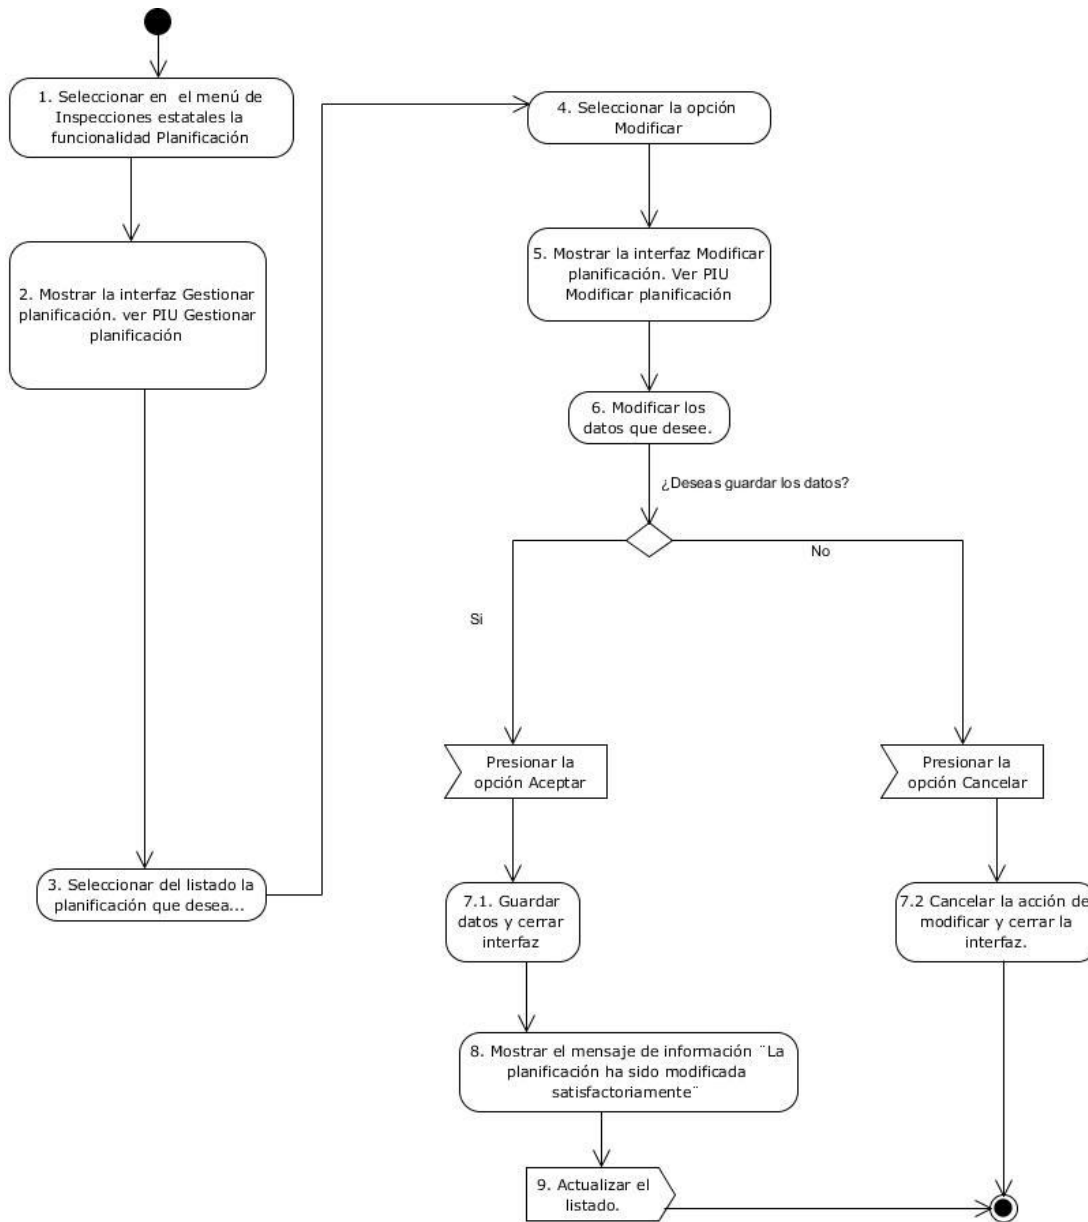 1. Seleccionar en el menú de
Inspecciones estatales la
funcionalidad Planificación
2. Mostrar la interfaz Gestionar
planificación. ver PIU Gestionar
planificación
3. Seleccionar del listado la
planificación que desea...
4. Seleccionar la opción
Modificar
5. Mostrar la interfaz Modificar
planificación. Ver PIU
Modificar planificación
6. Modificar los
datos que desee.
¿Deseas guardar los datos?
No
Si
Presionar la
opción Aceptar
Presionar la
opción Cancelar
7.1. Guardar
datos y cerrar
interfaz
7.2 Cancelar la acción de
modificar y cerrar la
interfaz.
8. Mostrar el mensaje de información ¨La
planificación ha sido modificada
satisfactoriamente¨
9. Actualizar el
listado.